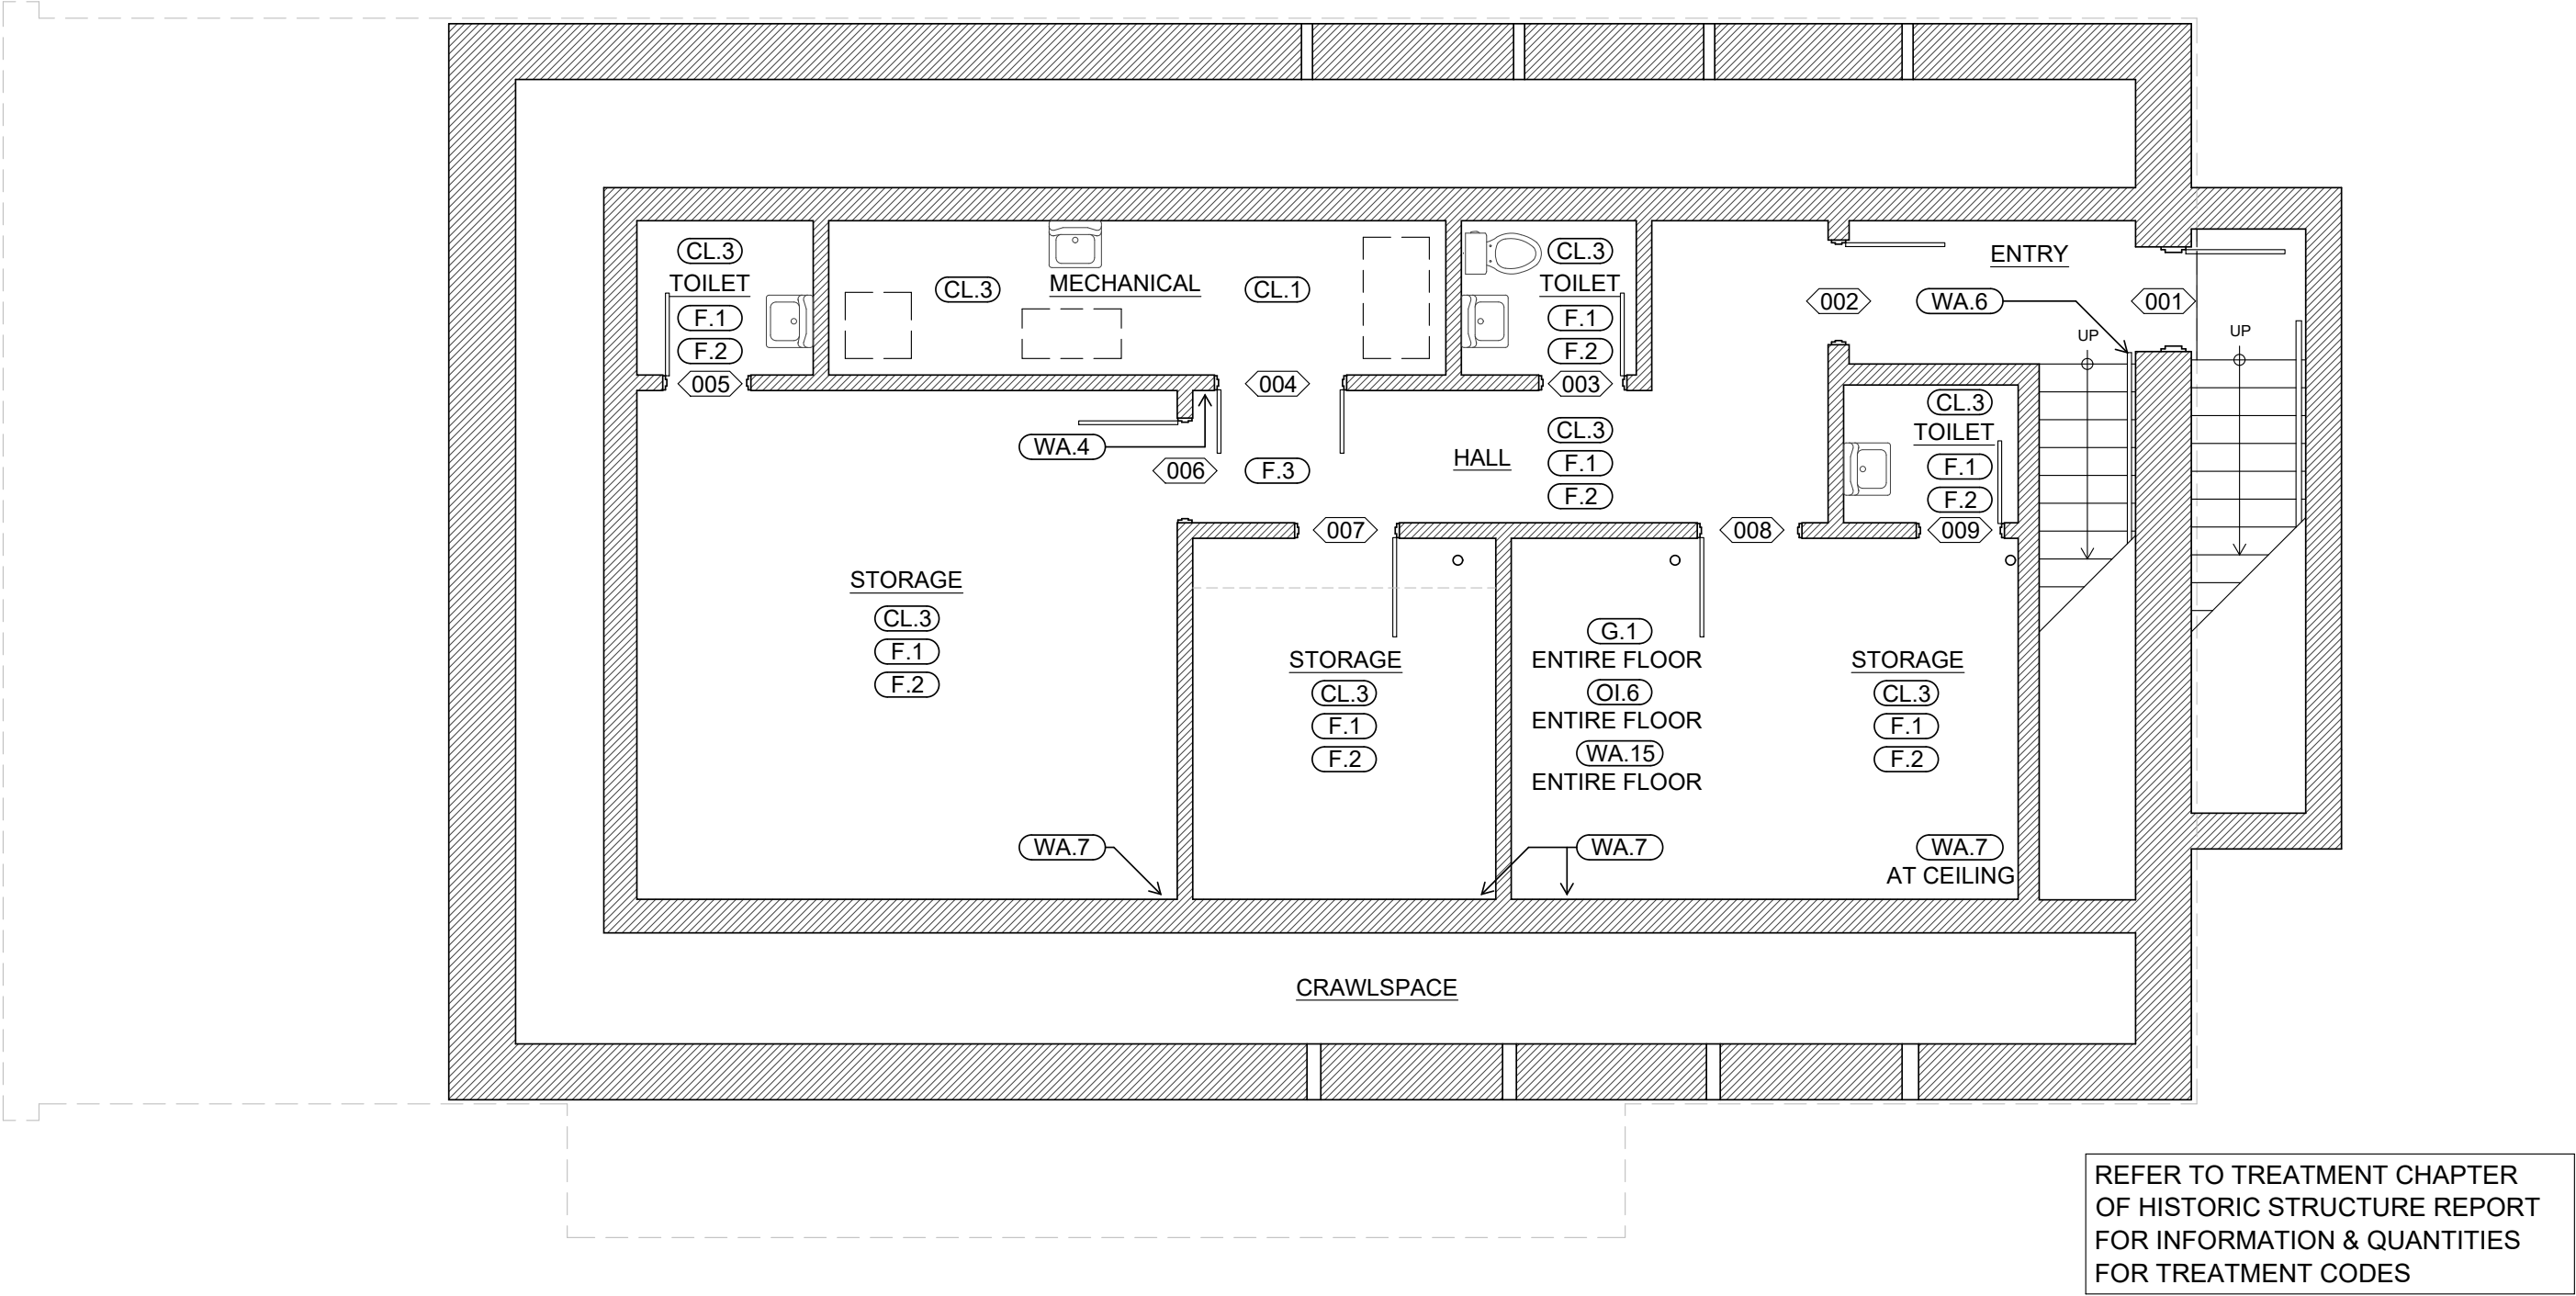 CL.3
TOILET
F.1
F.2
005
CL.3
MECHANICAL
CL.1
004
CL.3
TOILET
F.1
F.2
003
002
ENTRY
WA.6
001
UP
UP
WA.4
006
F.3
HALL
CL.3
F.1
F.2
CL.3
TOILET
F.1
F.2
009
007
008
STORAGE
CL.3
F.1
F.2
STORAGE
CL.3
F.1
F.2
G.1
ENTIRE FLOOR
OI.6
ENTIRE FLOOR
WA.15
ENTIRE FLOOR
STORAGE
CL.3
F.1
F.2
WA.7
WA.7
WA.7
AT CEILING
CRAWLSPACE
REFER TO TREATMENT CHAPTER
OF HISTORIC STRUCTURE REPORT
FOR INFORMATION & QUANTITIES
FOR TREATMENT CODES